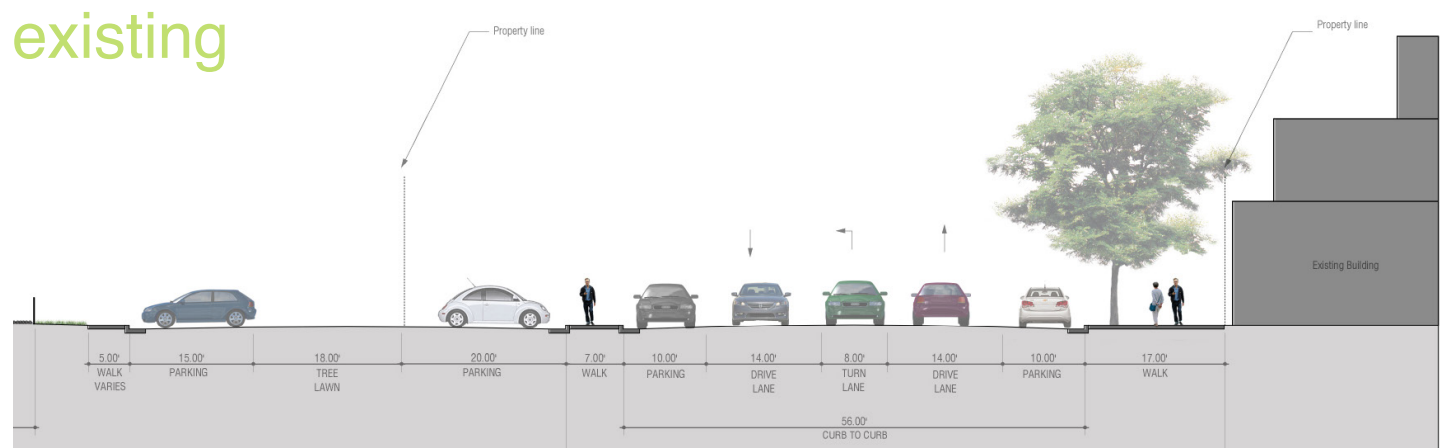 existing
Property line
Property line
Existing Building
5.00'
WALK
VARIES
15.00'
PARKING
18.00'
TREE
LAWN
20.00'
PARKING
7.00'
WALK
10.00'
PARKING
14.00'
DRIVE
LANE
8.00'
TURN
LANE
14.00'
DRIVE
LANE
10.00'
PARKING
17.00'
WALK
56.00'
CURB TO CURB